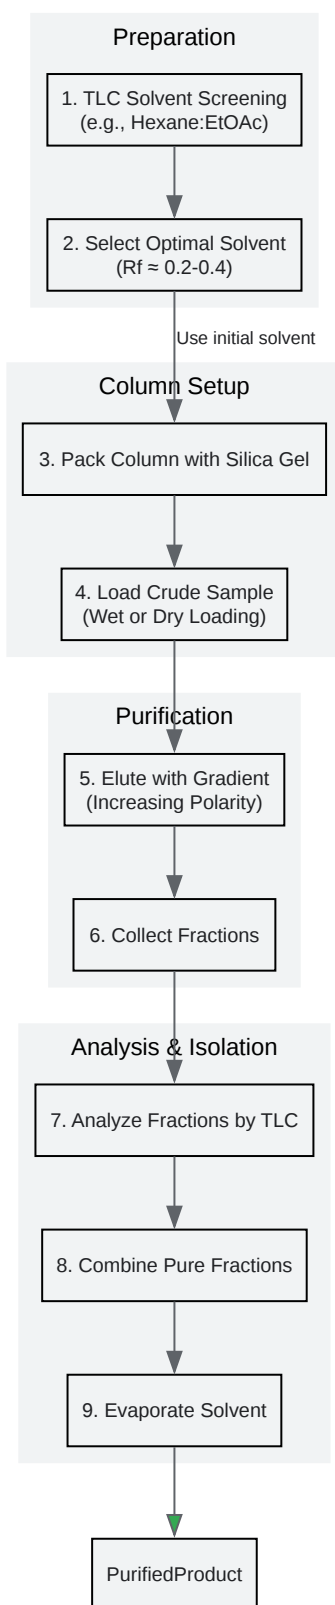 Preparation
1. TLC Solvent Screening
(e.g., Hexane:EtOAc)
2. Select Optimal Solvent
(Rf ≈ 0.2-0.4)
Use initial solvent
Column Setup
3. Pack Column with Silica Gel
4. Load Crude Sample
(Wet or Dry Loading)
Purification
5. Elute with Gradient
(Increasing Polarity)
6. Collect Fractions
Analysis & Isolation
7. Analyze Fractions by TLC
8. Combine Pure Fractions
9. Evaporate Solvent
PurifiedProduct